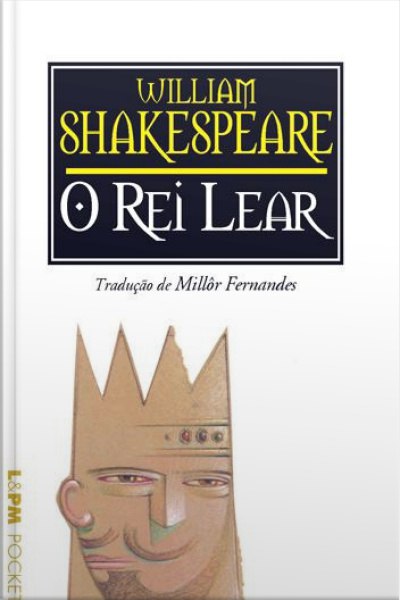 WILLIAM
SHAKESPEARE
O REI LEAR
Tradução de Millôr Fernandes
L&PM POCKET